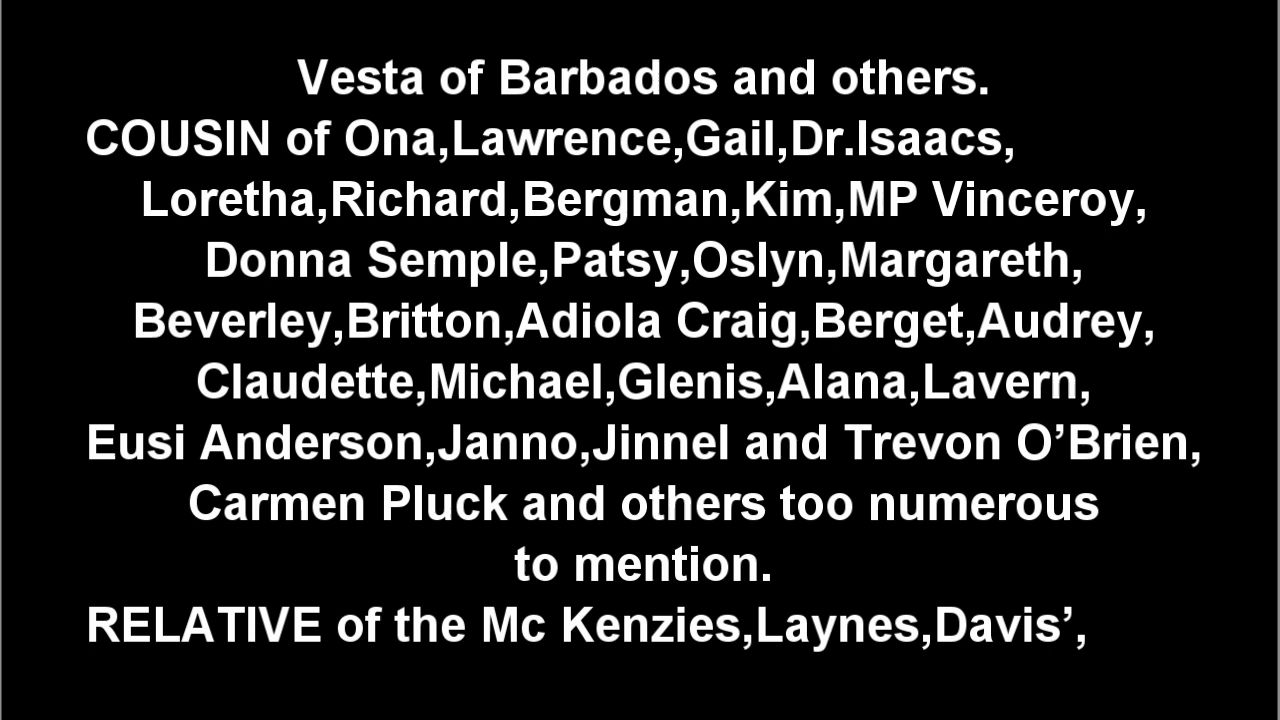 Vesta of Barbados and others.
COUSIN of Ona,Lawrence,Gail,Dr.Isaacs,
Loretha,Richard,Bergman,Kim,MP Vinceroy,
Donna Semple,Patsy,Oslyn,Margareth,
Beverley,Britton,Adiola Craig,Berget,Audrey,
Claudette,Michael,Glenis,Alana,Lavern,
Eusi Anderson,Janno,Jinnel and Trevon O’Brien,
Carmen Pluck and others too numerous
to mention.
RELATIVE of the Mc Kenzies,Laynes,Davis’,